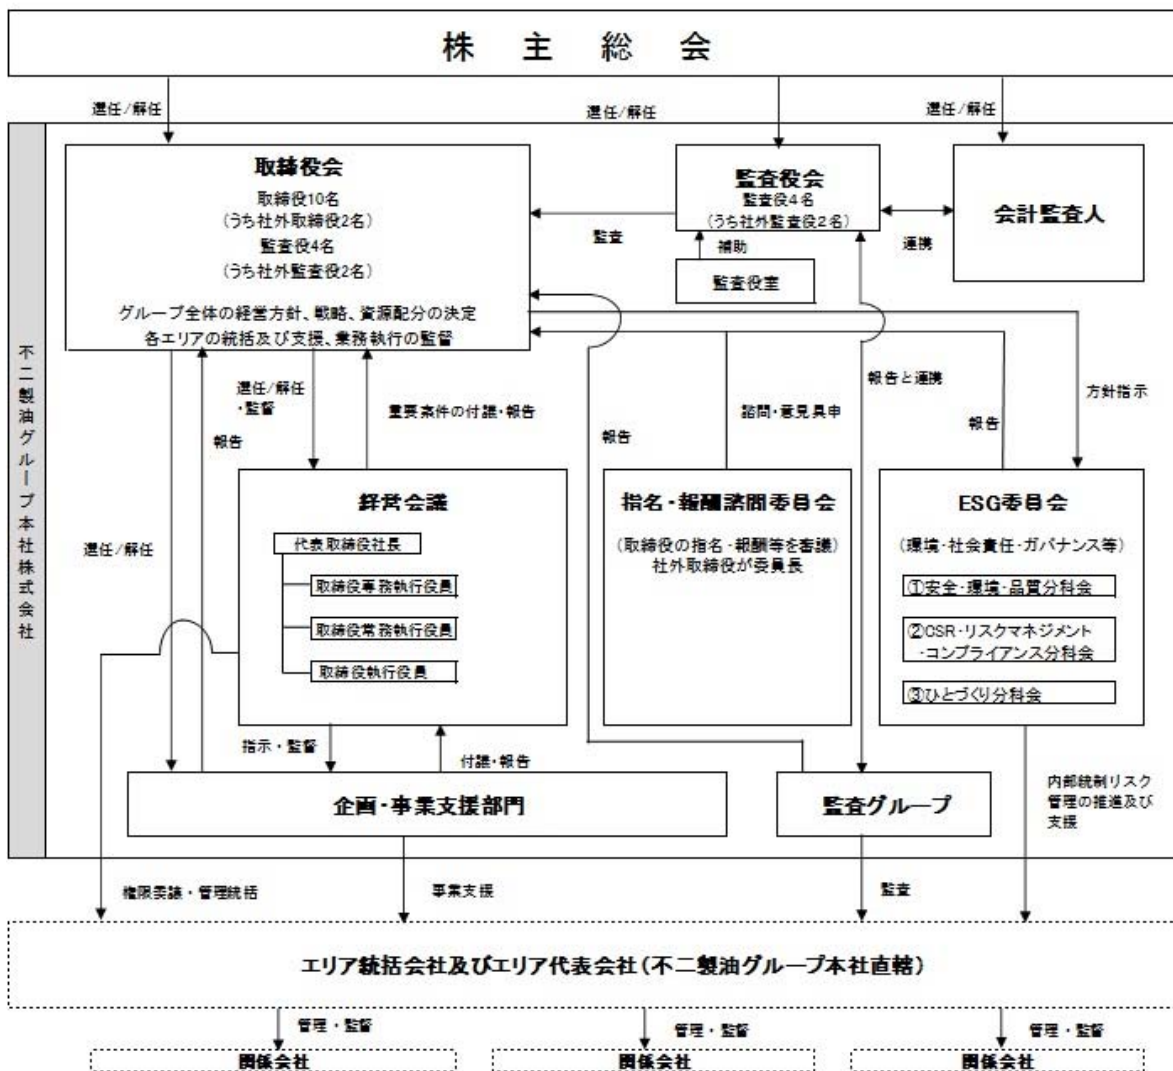 株主総会
選任/解任
選任/解任
選任/解任
不二製油グループ本社株式会社
取締役会
取締役10名
(うち社外取締役2名)
監査役4名
(うち社外監査役2名)
グループ全体の経営方針、戦略、資源配分の決定
各エリアの統括及び支援、業務執行の監督
監査
監査役会
監査役4名
(うち社外監査役2名)
補助
監査役室
連携
会計監査人
選任/解任
・監督
重要案件の付議・報告
報告
報告
諮問・意見具申
報告と連携
報告
方針指示
選任/解任
経営会議
代表取締役社長
取締役専務執行役員
取締役常務執行役員
取締役執行役員
指名・報酬諮問委員会
(取締役の指名・報酬等を審議)
社外取締役が委員長
ESG委員会
(環境・社会責任・ガバナンス等)
①安全・環境・品質分科会
②CSR・リスクマネジメント
・コンプライアンス分科会
③ひとづくり分科会
指示・監督
付議・報告
企画・事業支援部門
監査グループ
内部統制リスク
管理の推進及び
支援
権限委譲・管理統括
事業支援
監査
エリア統括会社及びエリア代表会社(不二製油グループ本社直轄)
管理・監督
管理・監督
管理・監督
関係会社
関係会社
関係会社